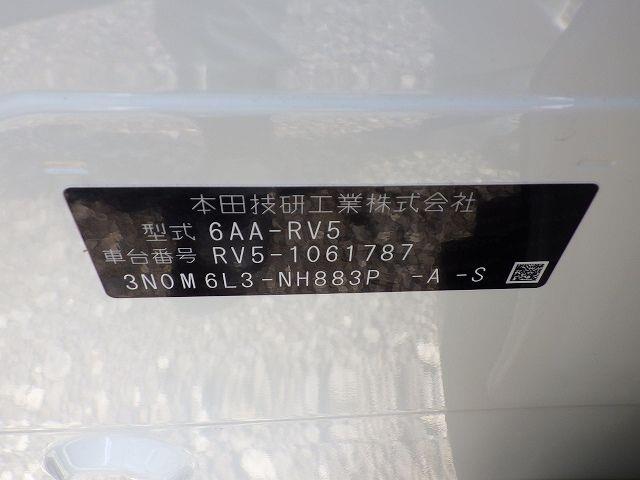 本田技研工業株式会社
型式 6AA-RV5
車台番号 RV5-1061787
3N0M6L3-NH883P -A-S